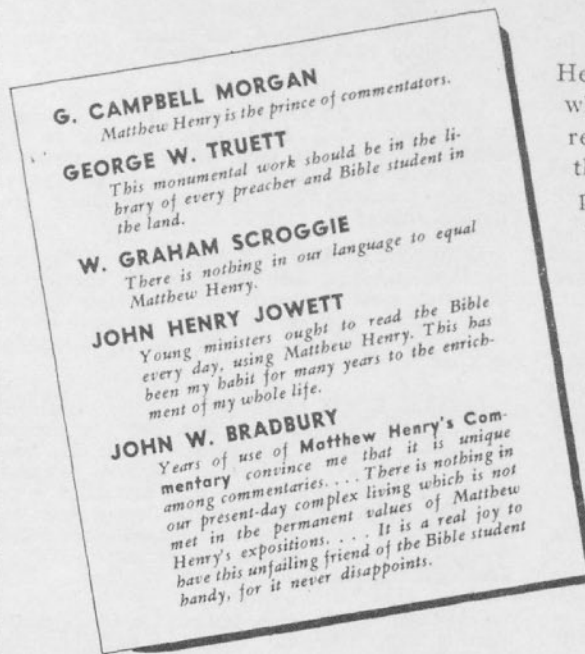 G. CAMPBELL MORGAN
Matthew Henry is the prince of commentators.
GEORGE W. TRUETT
This monumental work should be in the li-
brary of every preacher and Bible student in
the land.
W. GRAHAM SCROGGIE
There is nothing in our language to equal
Matthew Henry.
JOHN HENRY JOWETT
Young ministers ought to read the Bible
every day, using Matthew Henry. This has
been my habit for many years to the enrich-
ment of my whole life.
JOHN W. BRADBURY
Years of use of Matthew Henry's Com-
mentary convince me that it is unique
among commentaries. . . . There is nothing in
our present-day complex living which is not
met in the permanent values of Matthew
Henry's expositions. . . . It is a real joy to
have this unfailing friend of the Bible student
handy, for it never disappoints.
He
w
re
th
p